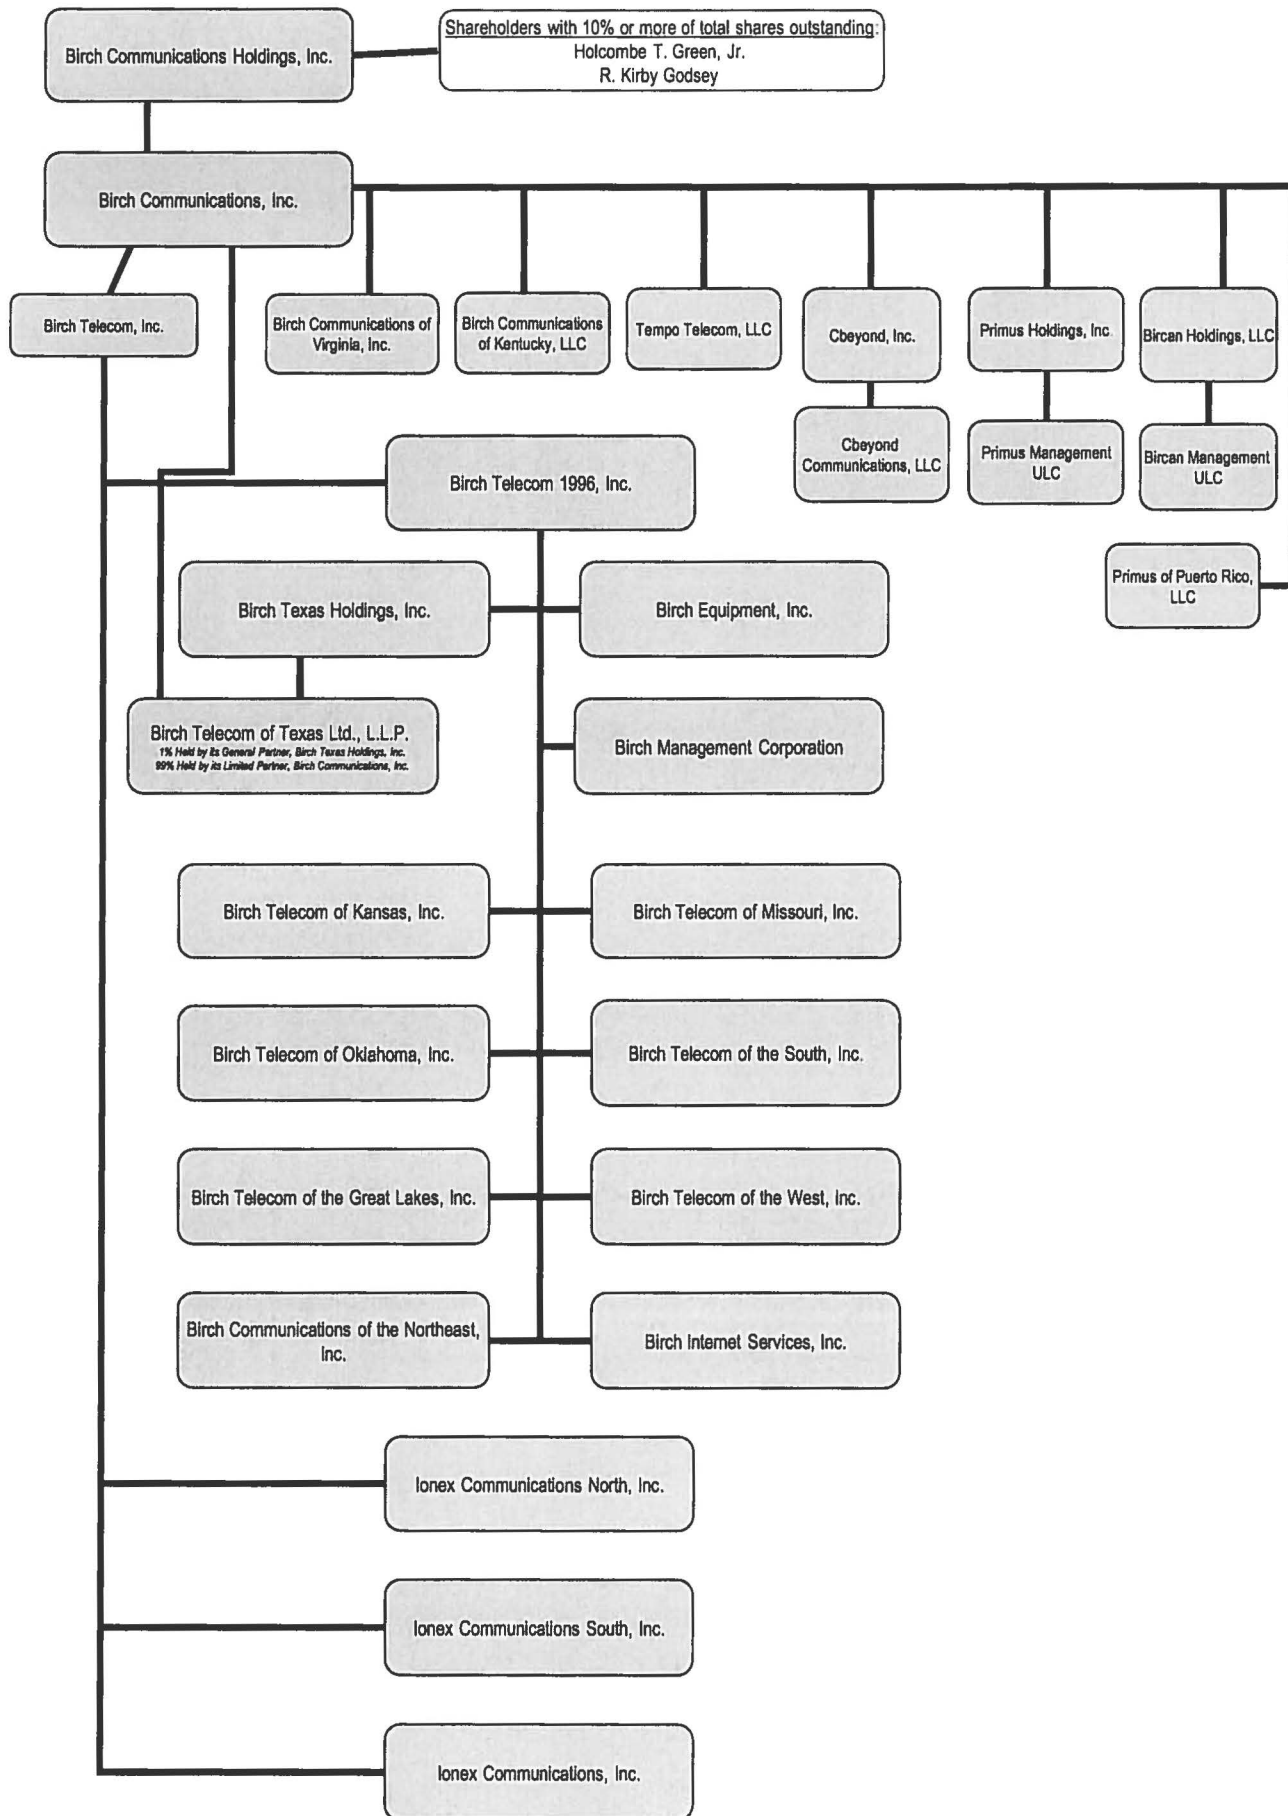 Birch Communications Holdings, Inc.
Shareholders with 10% or more of total shares outstanding:
Holcombe T. Green, Jr.
R. Kirby Godsey
Birch Communications, Inc.
Birch Telecom, Inc.
Birch Communications of
Virginia, Inc.
Birch Communications
of Kentucky, LLC
Tempo Telecom, LLC
Cbeyond, Inc.
Primus Holdings, Inc.
Bircan Holdings, LLC
Cbeyond
Communications, LLC
Primus Management
ULC
Bircan Management
ULC
Birch Telecom 1996, Inc.
Primus of Puerto Rico,
LLC
Birch Texas Holdings, Inc.
Birch Equipment, Inc.
Birch Telecom of Texas Ltd., L.L.P.
1% Held by its General Partner, Birch Texas Holdings, Inc.
99% Held by its Limited Partner, Birch Communications, Inc.
Birch Management Corporation
Birch Telecom of Kansas, Inc.
Birch Telecom of Missouri, Inc.
Birch Telecom of Oklahoma, Inc.
Birch Telecom of the South, Inc.
Birch Telecom of the Great Lakes, Inc.
Birch Telecom of the West, Inc.
Birch Communications of the Northeast,
Inc.
Birch Internet Services, Inc.
Ionex Communications North, Inc.
Ionex Communications South, Inc.
Ionex Communications, Inc.